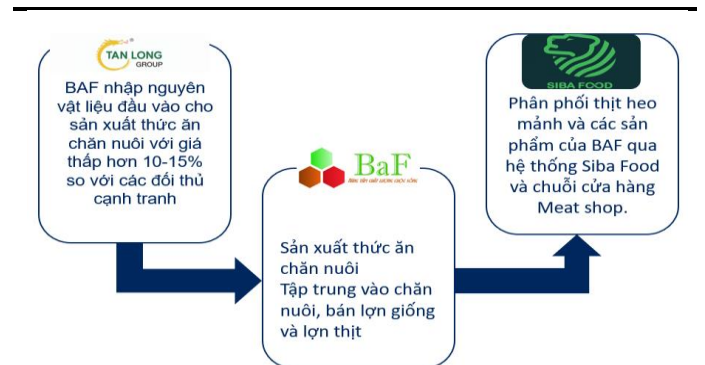 TAN LONG
GROUP
BAF nhập nguyên
vật liệu đầu vào cho
sản xuất thức ăn
chăn nuôi với giá
thấp hơn 10-15%
so với các đối thủ
cạnh tranh
BaF
Sản xuất thức ăn
chăn nuôi
Tập trung vào chăn
nuôi, bán lợn giống
và lợn thịt
SIBA FOOD
Phân phối thịt heo
mảnh và các sản
phẩm của BAF qua
hệ thống Siba Food
và chuỗi cửa hàng
Meat shop.